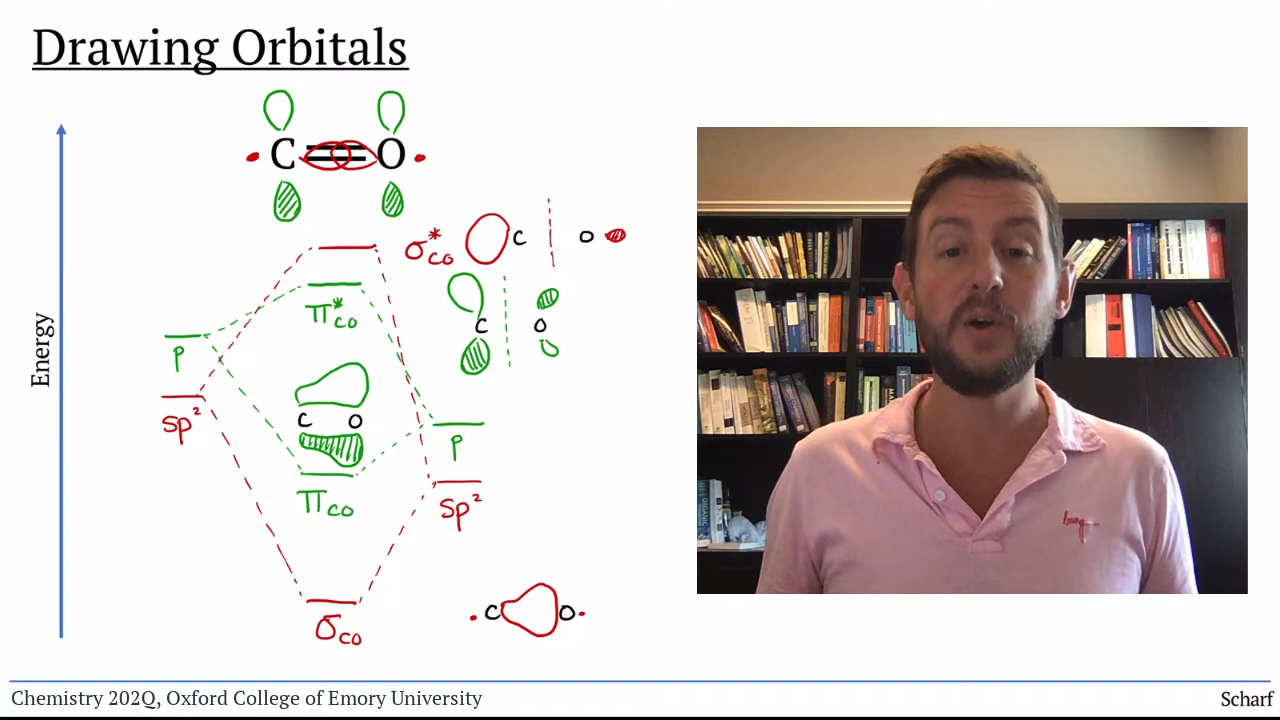 Drawing Orbitals
C≡O
Energy
σ*CO
C O
π*CO
C O
p
sp²
C O
p
πCO
sp²
C O
σCO
Chemistry 202Q, Oxford College of Emory University
Scharf